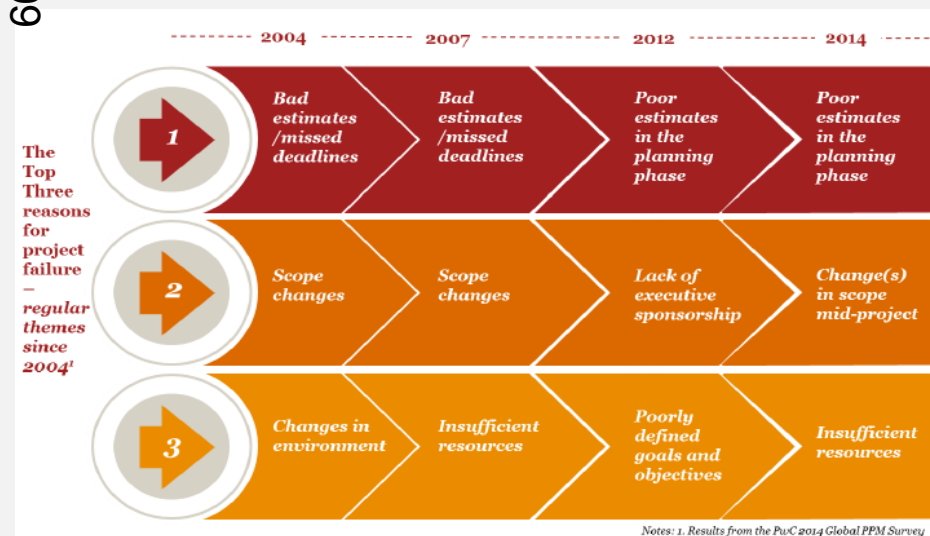 60
2004
2007
2012
2014
The
Top
Three
reasons
for
project
failure
–
regular
themes
since
2004¹
1
Bad
estimates
/missed
deadlines
Bad
estimates
/missed
deadlines
Poor
estimates
in the
planning
phase
Poor
estimates
in the
planning
phase
2
Scope
changes
Scope
changes
Lack of
executive
sponsorship
Change(s)
in scope
mid-project
3
Changes in
environment
Insufficient
resources
Poorly
defined
goals and
objectives
Insufficient
resources
Notes: 1. Results from the PwC 2014 Global PPM Survey